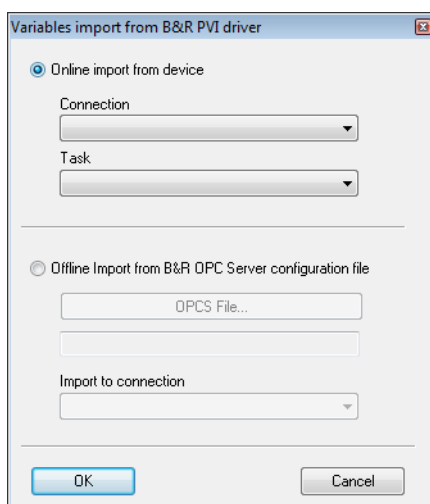 Variables import from B&R PVI driver
Online import from device
Connection
Task
Offline Import from B&R OPC Server configuration file
OPCS File...
Import to connection
OK
Cancel